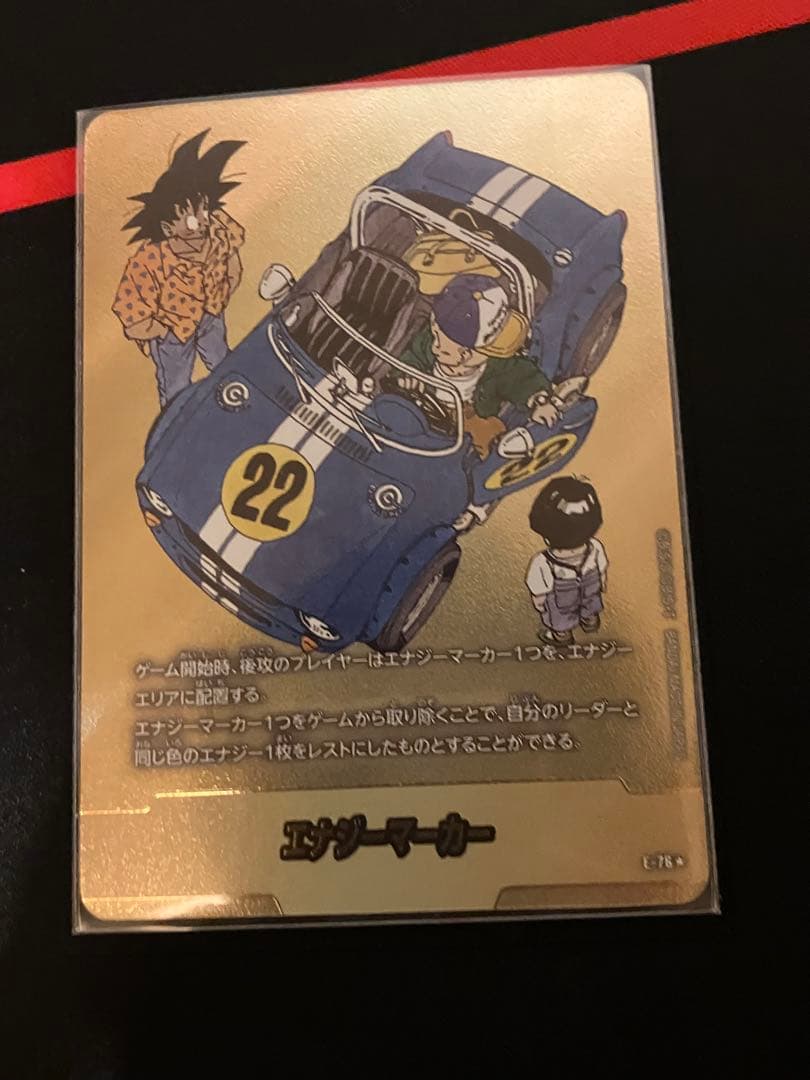 22
22
ゲーム開始時、後攻のプレイヤーはエナジーマーカー1つを、エナジー
エリアに配置する。
エナジーマーカー1つをゲームから取り除くことで、自分のリーダーと
同じ色のエナジー1枚をレストにしたものとすることができる。
エナジーマーカー